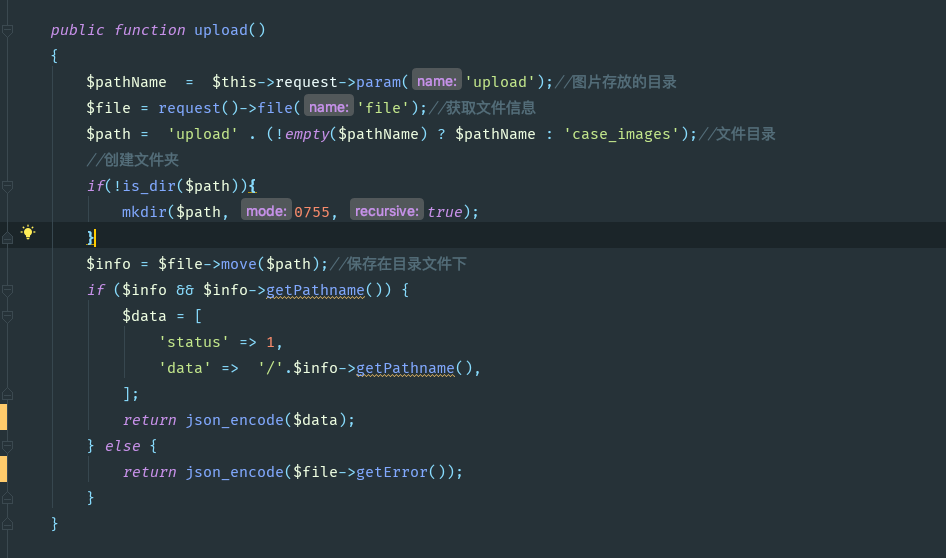 public function upload()
{
$pathName  =  $this->request->param( name: 'upload');//图片存放的目录
$file = request()->file( name: 'file');//获取文件信息
$path =  'upload' . (!empty($pathName) ? $pathName : 'case_images');//文件目录
//创建文件夹
if(!is_dir($path)){
mkdir($path, mode: 0755, recursive: true);
}
$info = $file->move($path);//保存在目录文件下
if ($info && $info->getPathname()) {
$data = [
'status' => 1,
'data' =>  '/'.$info->getPathname(),
];
return json_encode($data);
} else {
return json_encode($file->getError());
}
}